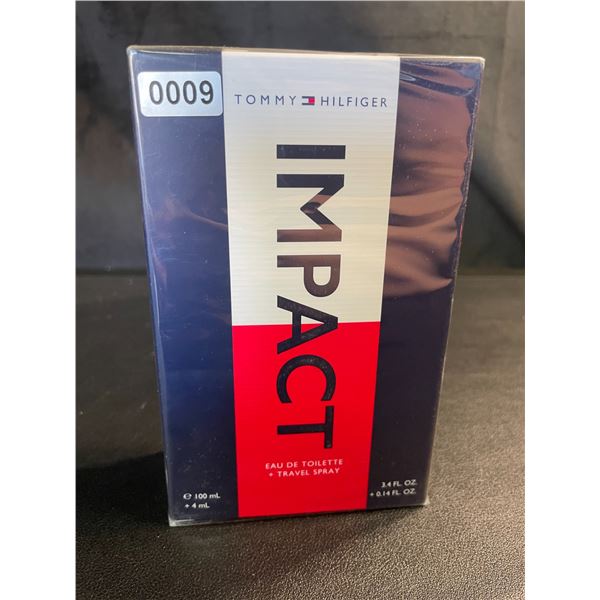 0009
TOMMY HILFIGER
IMPACT
EAU DE TOILETTE
+ TRAVEL SPRAY
e 100 mL
+ 4 mL
3.4 FL. OZ.
+ 0.14 FL. OZ.